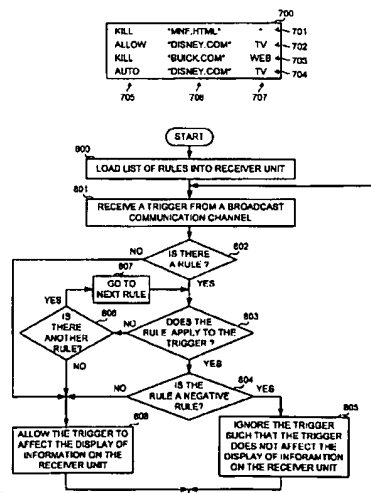 700
KILL "MNF.HTML" * 701
ALLOW "DISNEY.COM" TV 702
KILL "BUICK.COM" WEB 703
AUTO "DISNEY.COM" TV 704
705 706 707
START
800
LOAD LIST OF RULES INTO RECEIVER UNIT
801
RECEIVE A TRIGGER FROM A BROADCAST
COMMUNICATION CHANNEL
802
NO
IS THERE
A RULE ?
YES
807
GO TO
NEXT RULE
YES
803
DOES THE
RULE APPLY TO THE
TRIGGER ?
NO
806
IS
THERE
ANOTHER
RULE?
NO
YES
804
IS THE
RULE A NEGATIVE
RULE?
NO
YES
808
ALLOW THE TRIGGER TO
AFFECT THE DISPLAY OF
INFORMATION ON THE
RECEIVER UNIT
805
IGNORE THE TRIGGER
SUCH THAT THE TRIGGER
DOES NOT AFFECT THE
DISPLAY OF INFORAMTION
ON THE RECEIVER UNIT